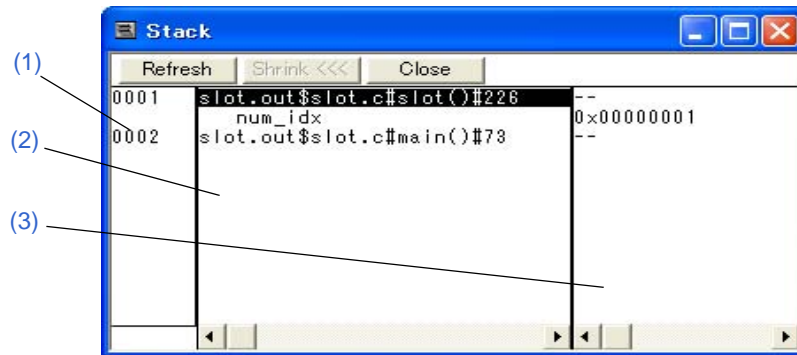 Stack
Refresh Shrink <<< Close
(1)
0001 slot.out$slot.c#slot()#226 --
num_idx 0x00000001
0002 slot.out$slot.c#main()#73 --
(2)
(3)